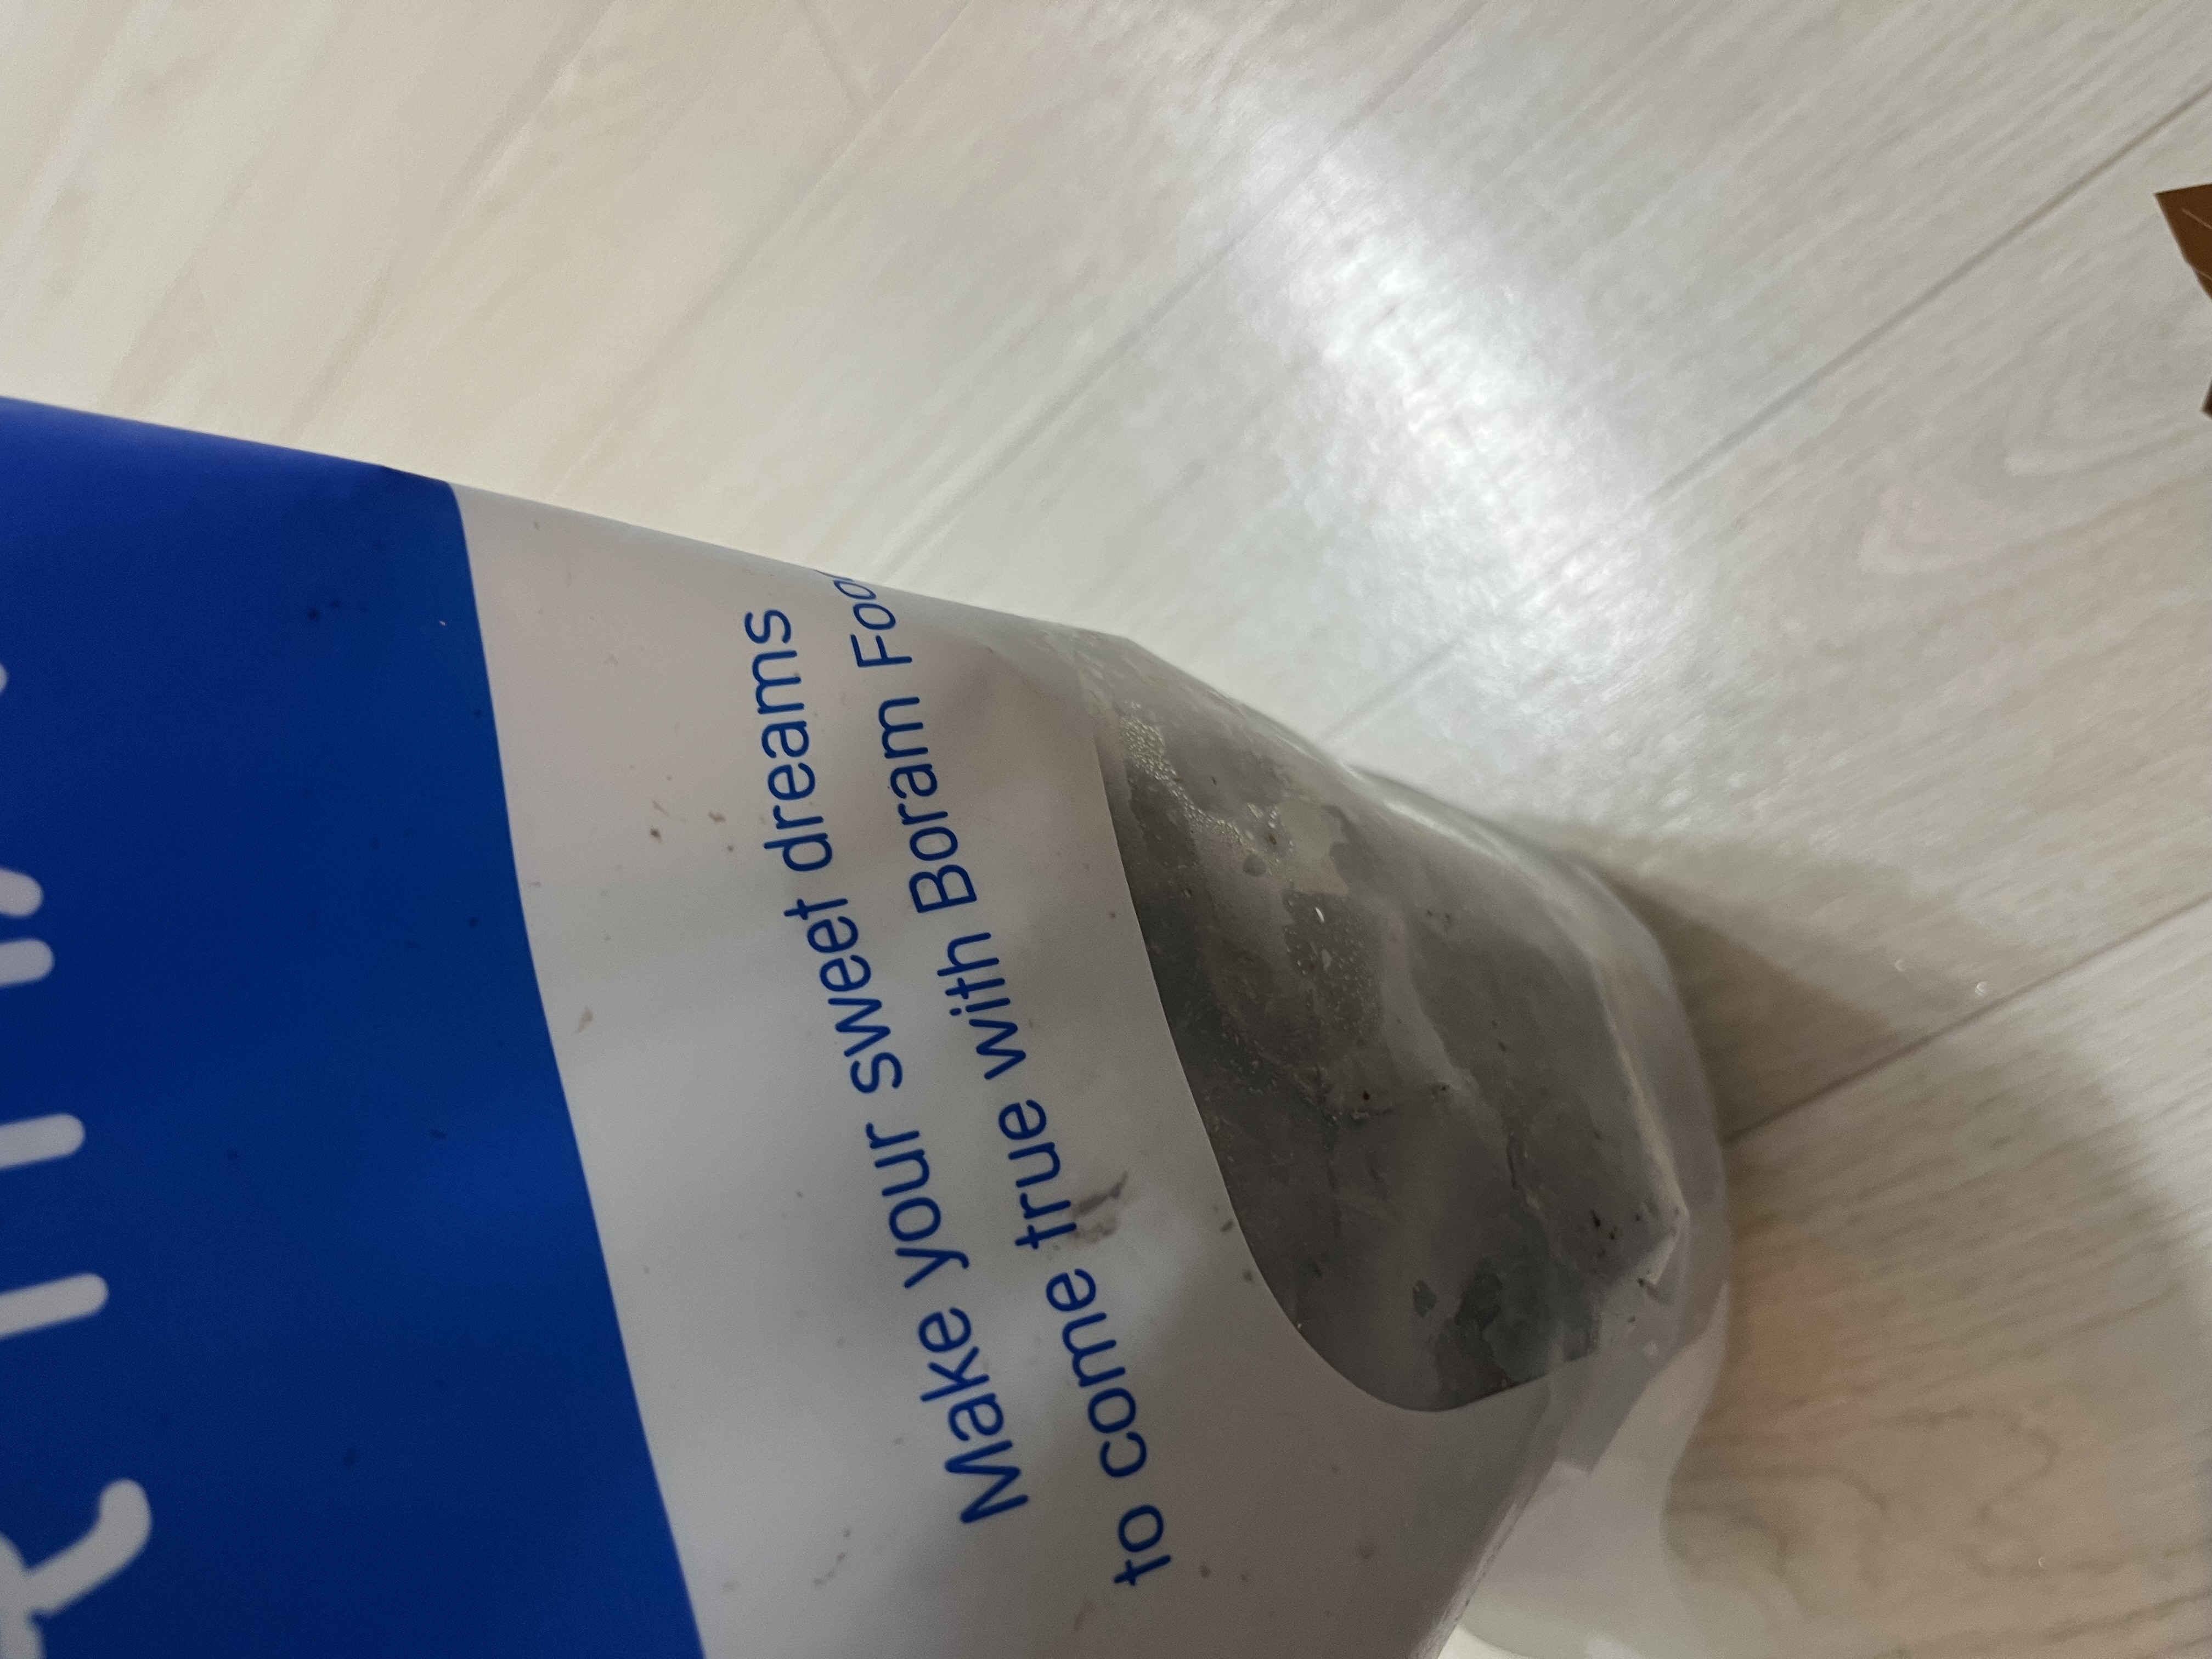 Make your sweet dreams
to come true with Boram